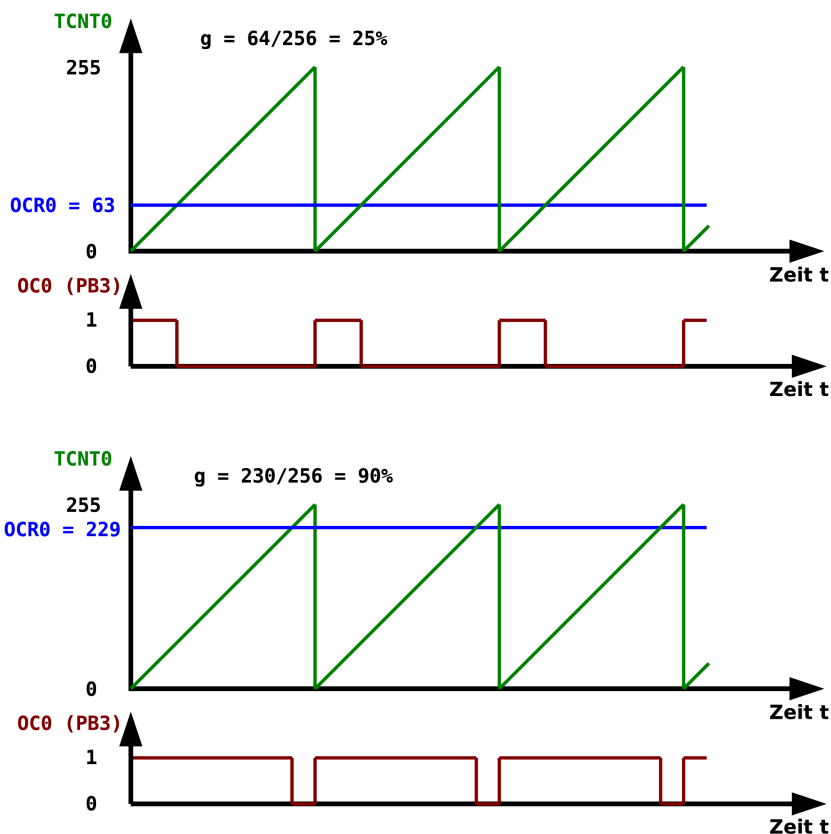 TCNT0
g = 64/256 = 25%
255
OCR0 = 63
0
Zeit t
OC0 (PB3)
1
0
Zeit t
TCNT0
g = 230/256 = 90%
255
OCR0 = 229
0
Zeit t
OC0 (PB3)
1
0
Zeit t